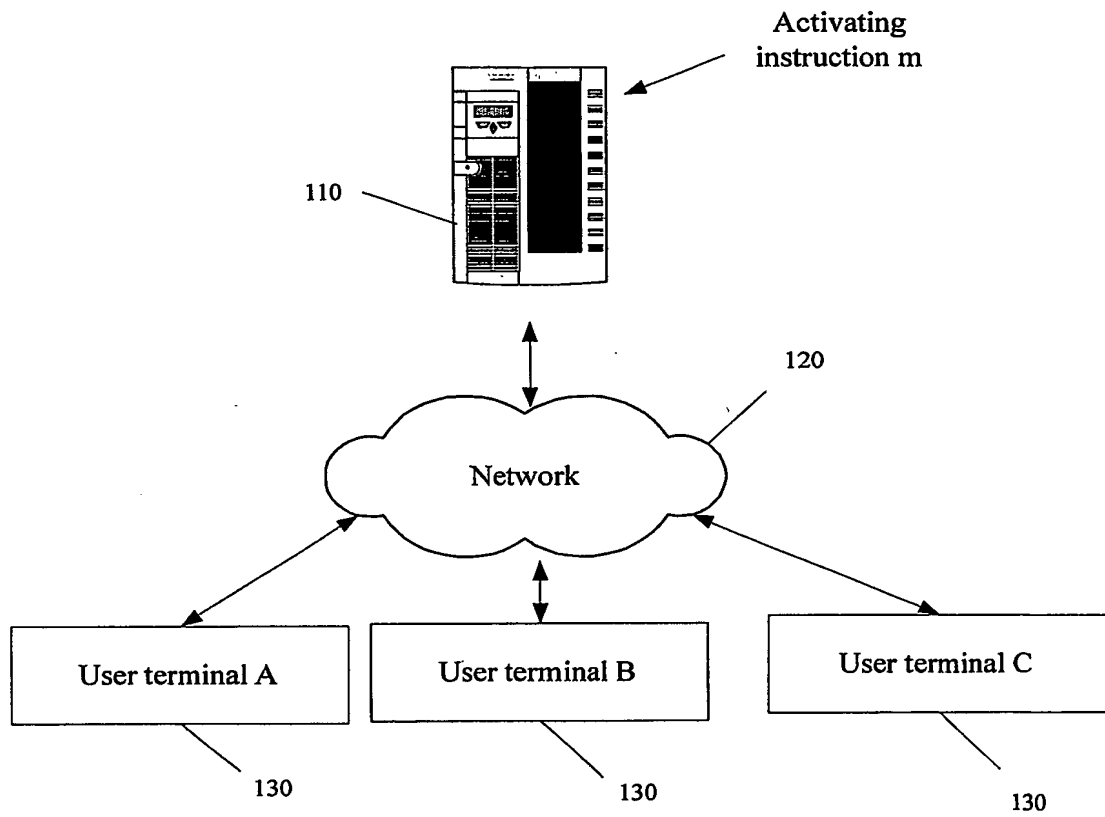 Activating
instruction m
110
120
Network
User terminal A
User terminal B
User terminal C
130
130
130